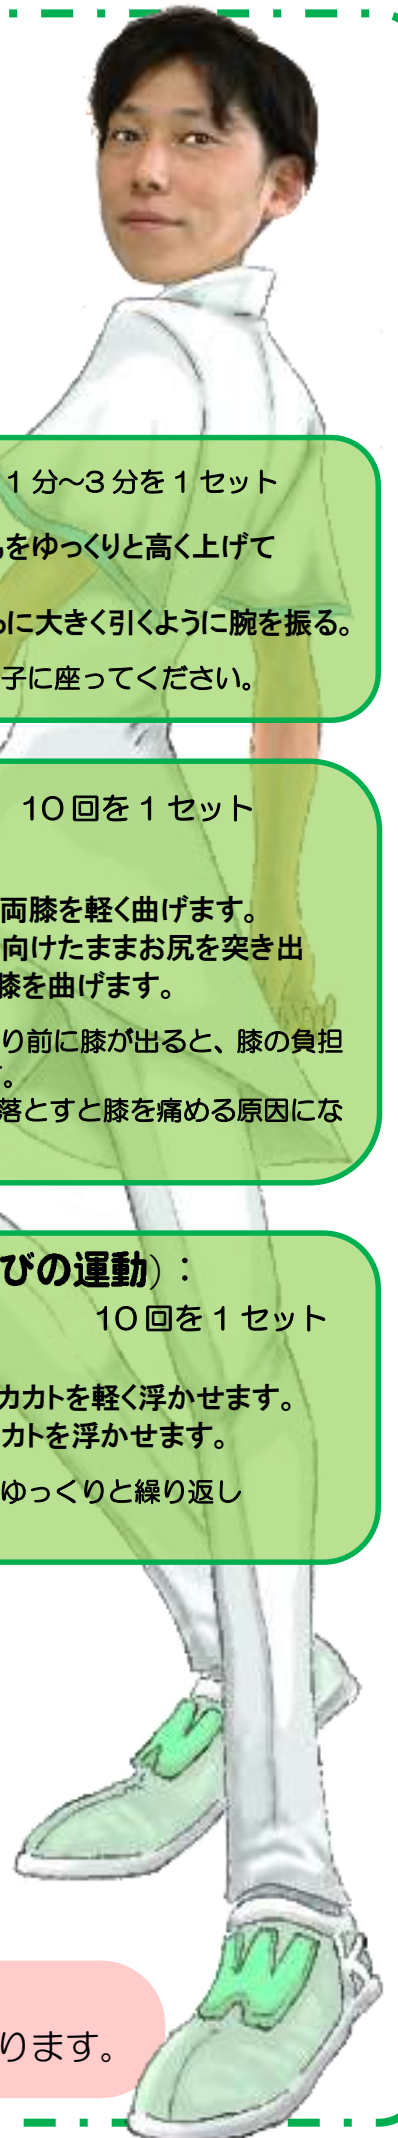 1分～3分を1セット
をゆっくりと高く上げて
に大きく引くように腕を振る。
子に座ってください。
10回を1セット
両膝を軽く曲げます。
向けたままお尻を突き出
膝を曲げます。
り前に膝が出ると、膝の負担
。
落とすと膝を痛める原因にな
びの運動）：
10回を1セット
カカトを軽く浮かせます。
カトを浮かせます。
ゆっくりと繰り返し
W
W
ります。